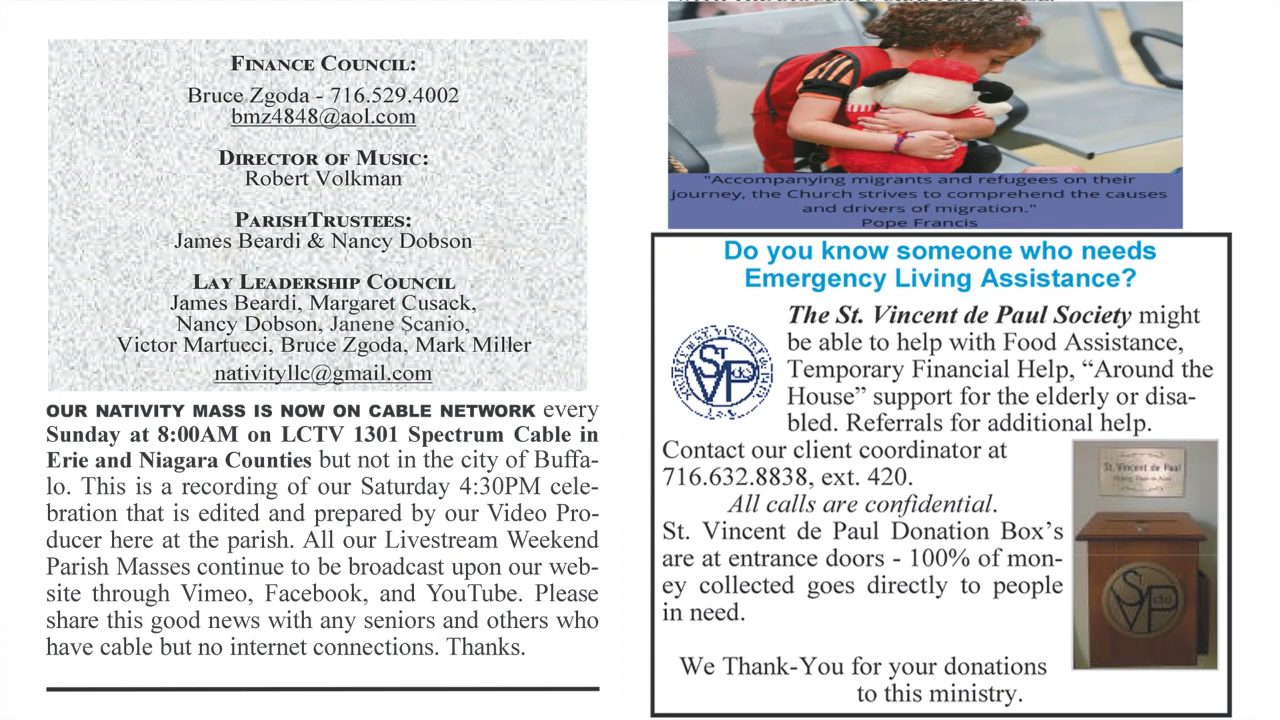 FINANCE COUNCIL:
Bruce Zgoda - 716.529.4002
bmz4848@aol.com
DIRECTOR OF MUSIC:
Robert Volkman
PARISHTRUSTEES:
James Beardi & Nancy Dobson
LAY LEADERSHIP COUNCIL
James Beardi, Margaret Cusack,
Nancy Dobson, Janene Scanio,
Victor Martucci, Bruce Zgoda, Mark Miller
nativityllc@gmail.com
OUR NATIVITY MASS IS NOW ON CABLE NETWORK every
Sunday at 8:00AM on LCTV 1301 Spectrum Cable in
Erie and Niagara Counties but not in the city of Buffa-
lo. This is a recording of our Saturday 4:30PM cele-
bration that is edited and prepared by our Video Pro-
ducer here at the parish. All our Livestream Weekend
Parish Masses continue to be broadcast upon our web-
site through Vimeo, Facebook, and YouTube. Please
share this good news with any seniors and others who
have cable but no internet connections. Thanks.
"Accompanying migrants and refugees on their
journey, the Church strives to comprehend the causes
and drivers of migration."
Pope Francis
Do you know someone who needs
Emergency Living Assistance?
The St. Vincent de Paul Society might
be able to help with Food Assistance,
Temporary Financial Help, “Around the
House” support for the elderly or disa-
bled. Referrals for additional help.
Contact our client coordinator at
716.632.8838, ext. 420.
All calls are confidential.
St. Vincent de Paul Donation Box’s
are at entrance doors - 100% of mon-
ey collected goes directly to people
in need.
St. Vincent de Paul
We Thank-You for your donations
to this ministry.